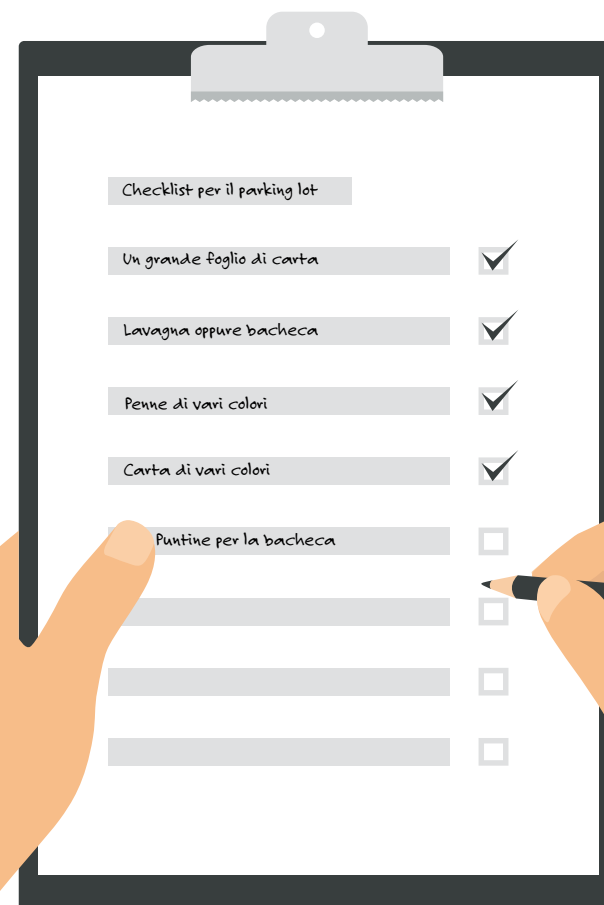 Checklist per il parking lot
Un grande foglio di carta
Lavagna oppure bacheca
Penne di vari colori
Carta di vari colori
Puntine per la bacheca